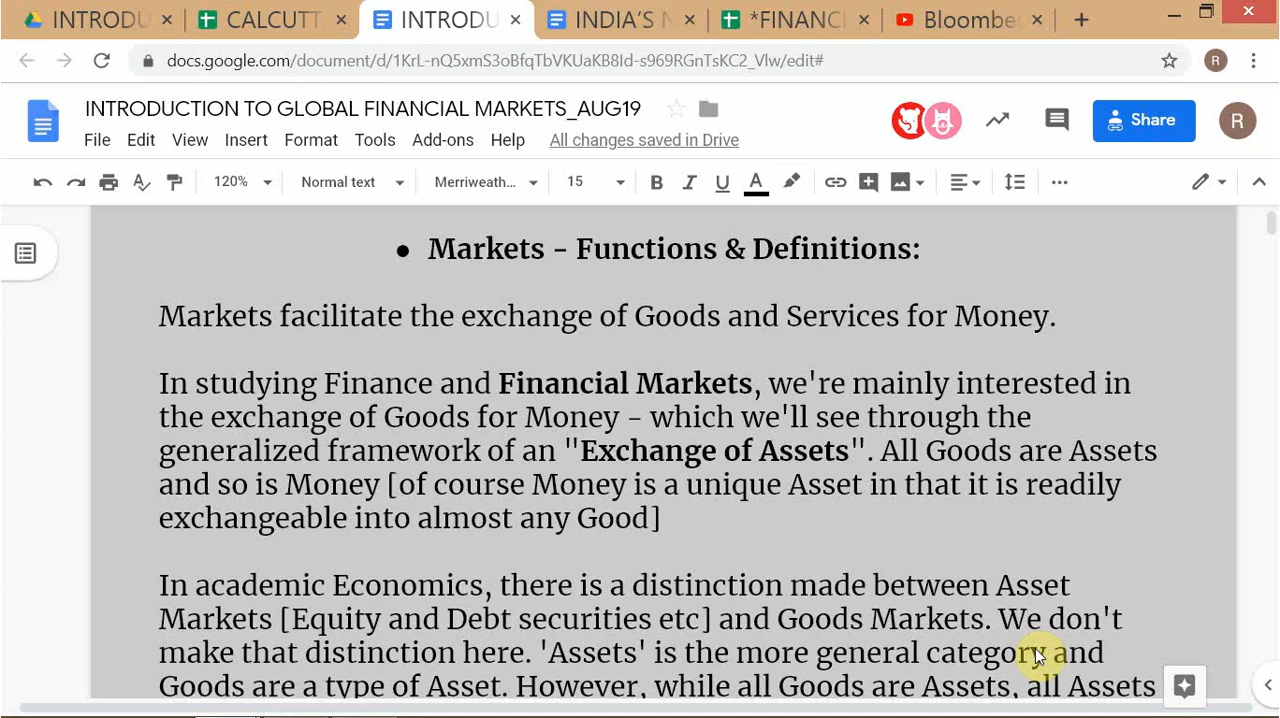 INTRODU
CALCUTT
INTRODU
INDIA'S N
*FINANCI
Bloombe
docs.google.com/document/d/1KrL-nQ5xmS3oBfqTbVKUaKB8Id-s969RGnTsKC2_Vlw/edit#
R
INTRODUCTION TO GLOBAL FINANCIAL MARKETS_AUG19
File Edit View Insert Format Tools Add-ons Help All changes saved in Drive
Share
R
120% Normal text Merriweath... 15 B I U A
● Markets - Functions & Definitions:
Markets facilitate the exchange of Goods and Services for Money.
In studying Finance and Financial Markets, we're mainly interested in
the exchange of Goods for Money - which we'll see through the
generalized framework of an "Exchange of Assets". All Goods are Assets
and so is Money [of course Money is a unique Asset in that it is readily
exchangeable into almost any Good]
In academic Economics, there is a distinction made between Asset
Markets [Equity and Debt securities etc] and Goods Markets. We don't
make that distinction here. 'Assets' is the more general category and
Goods are a type of Asset. However, while all Goods are Assets, all Assets